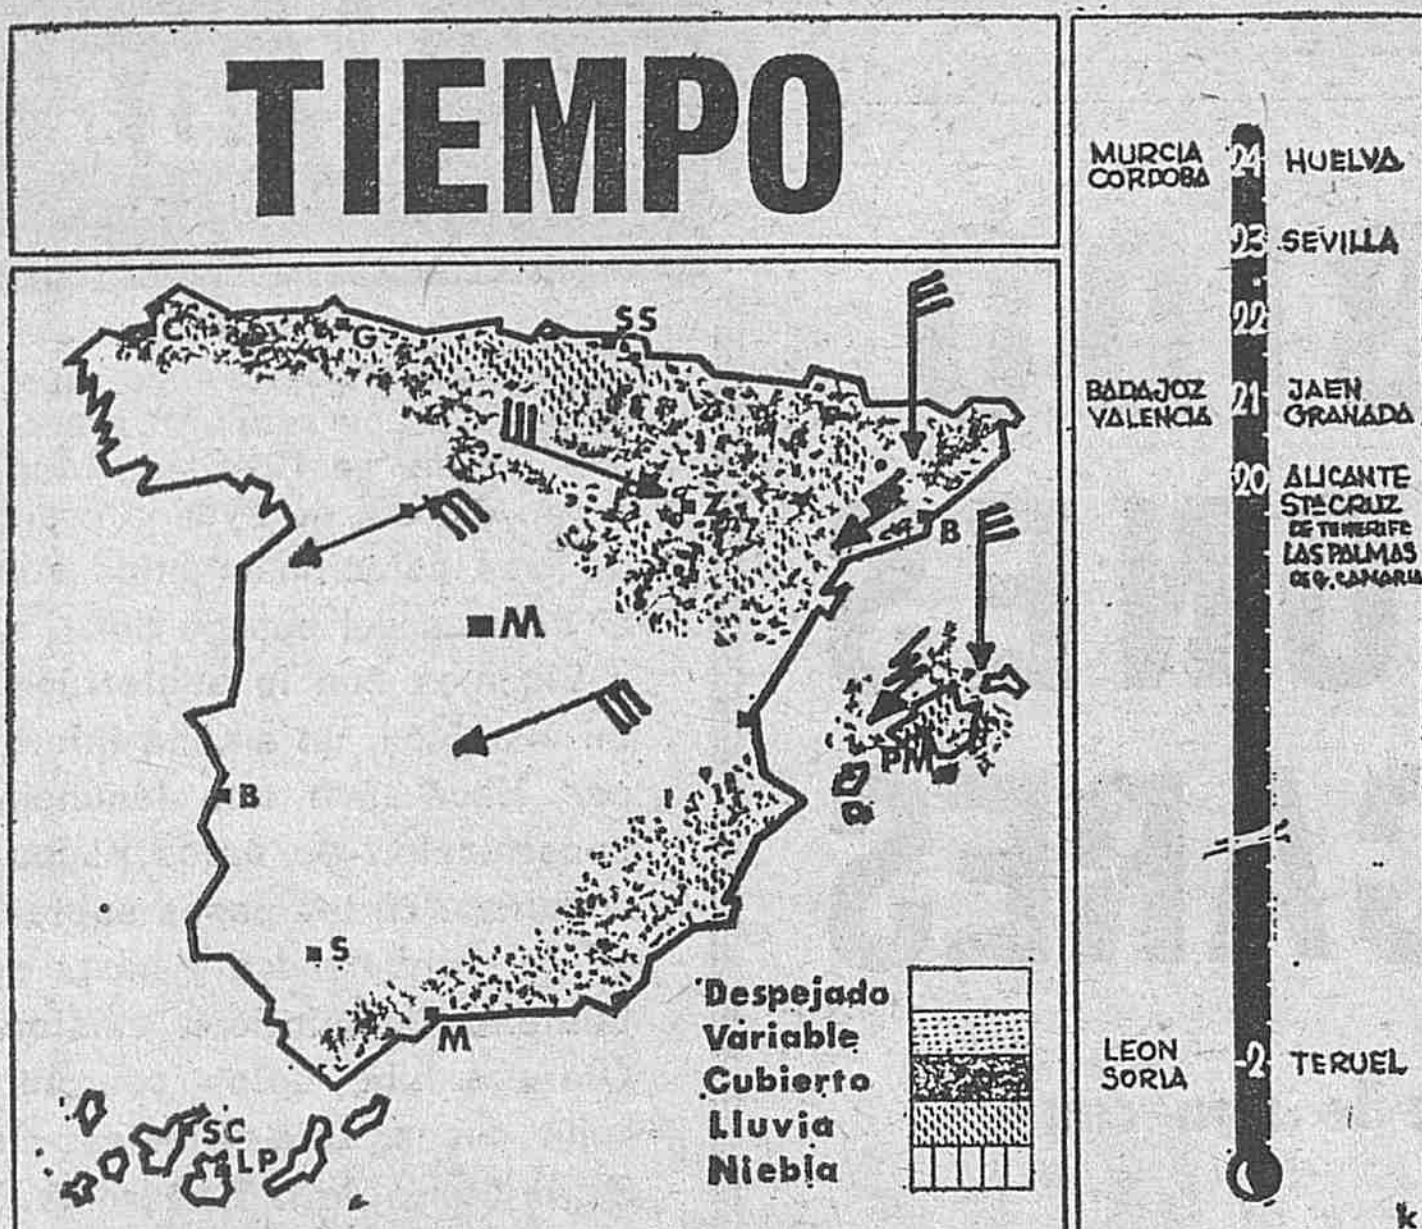 TIEMPO
C
G
SS
Z
B
M
B
PM
S
M
SC
LP
Despejado
Variable
Cubierto
Lluvia
Niebla
MURCIA 24 HUELVA
CORDOBA
23 SEVILLA
22
BADAJOZ 21 JAEN
VALENCIA GRANADA
20 ALICANTE
STA CRUZ
DE TENERIFE
LAS PALMAS
DE G. CANARIA
LEON -2 TERUEL
SORIA